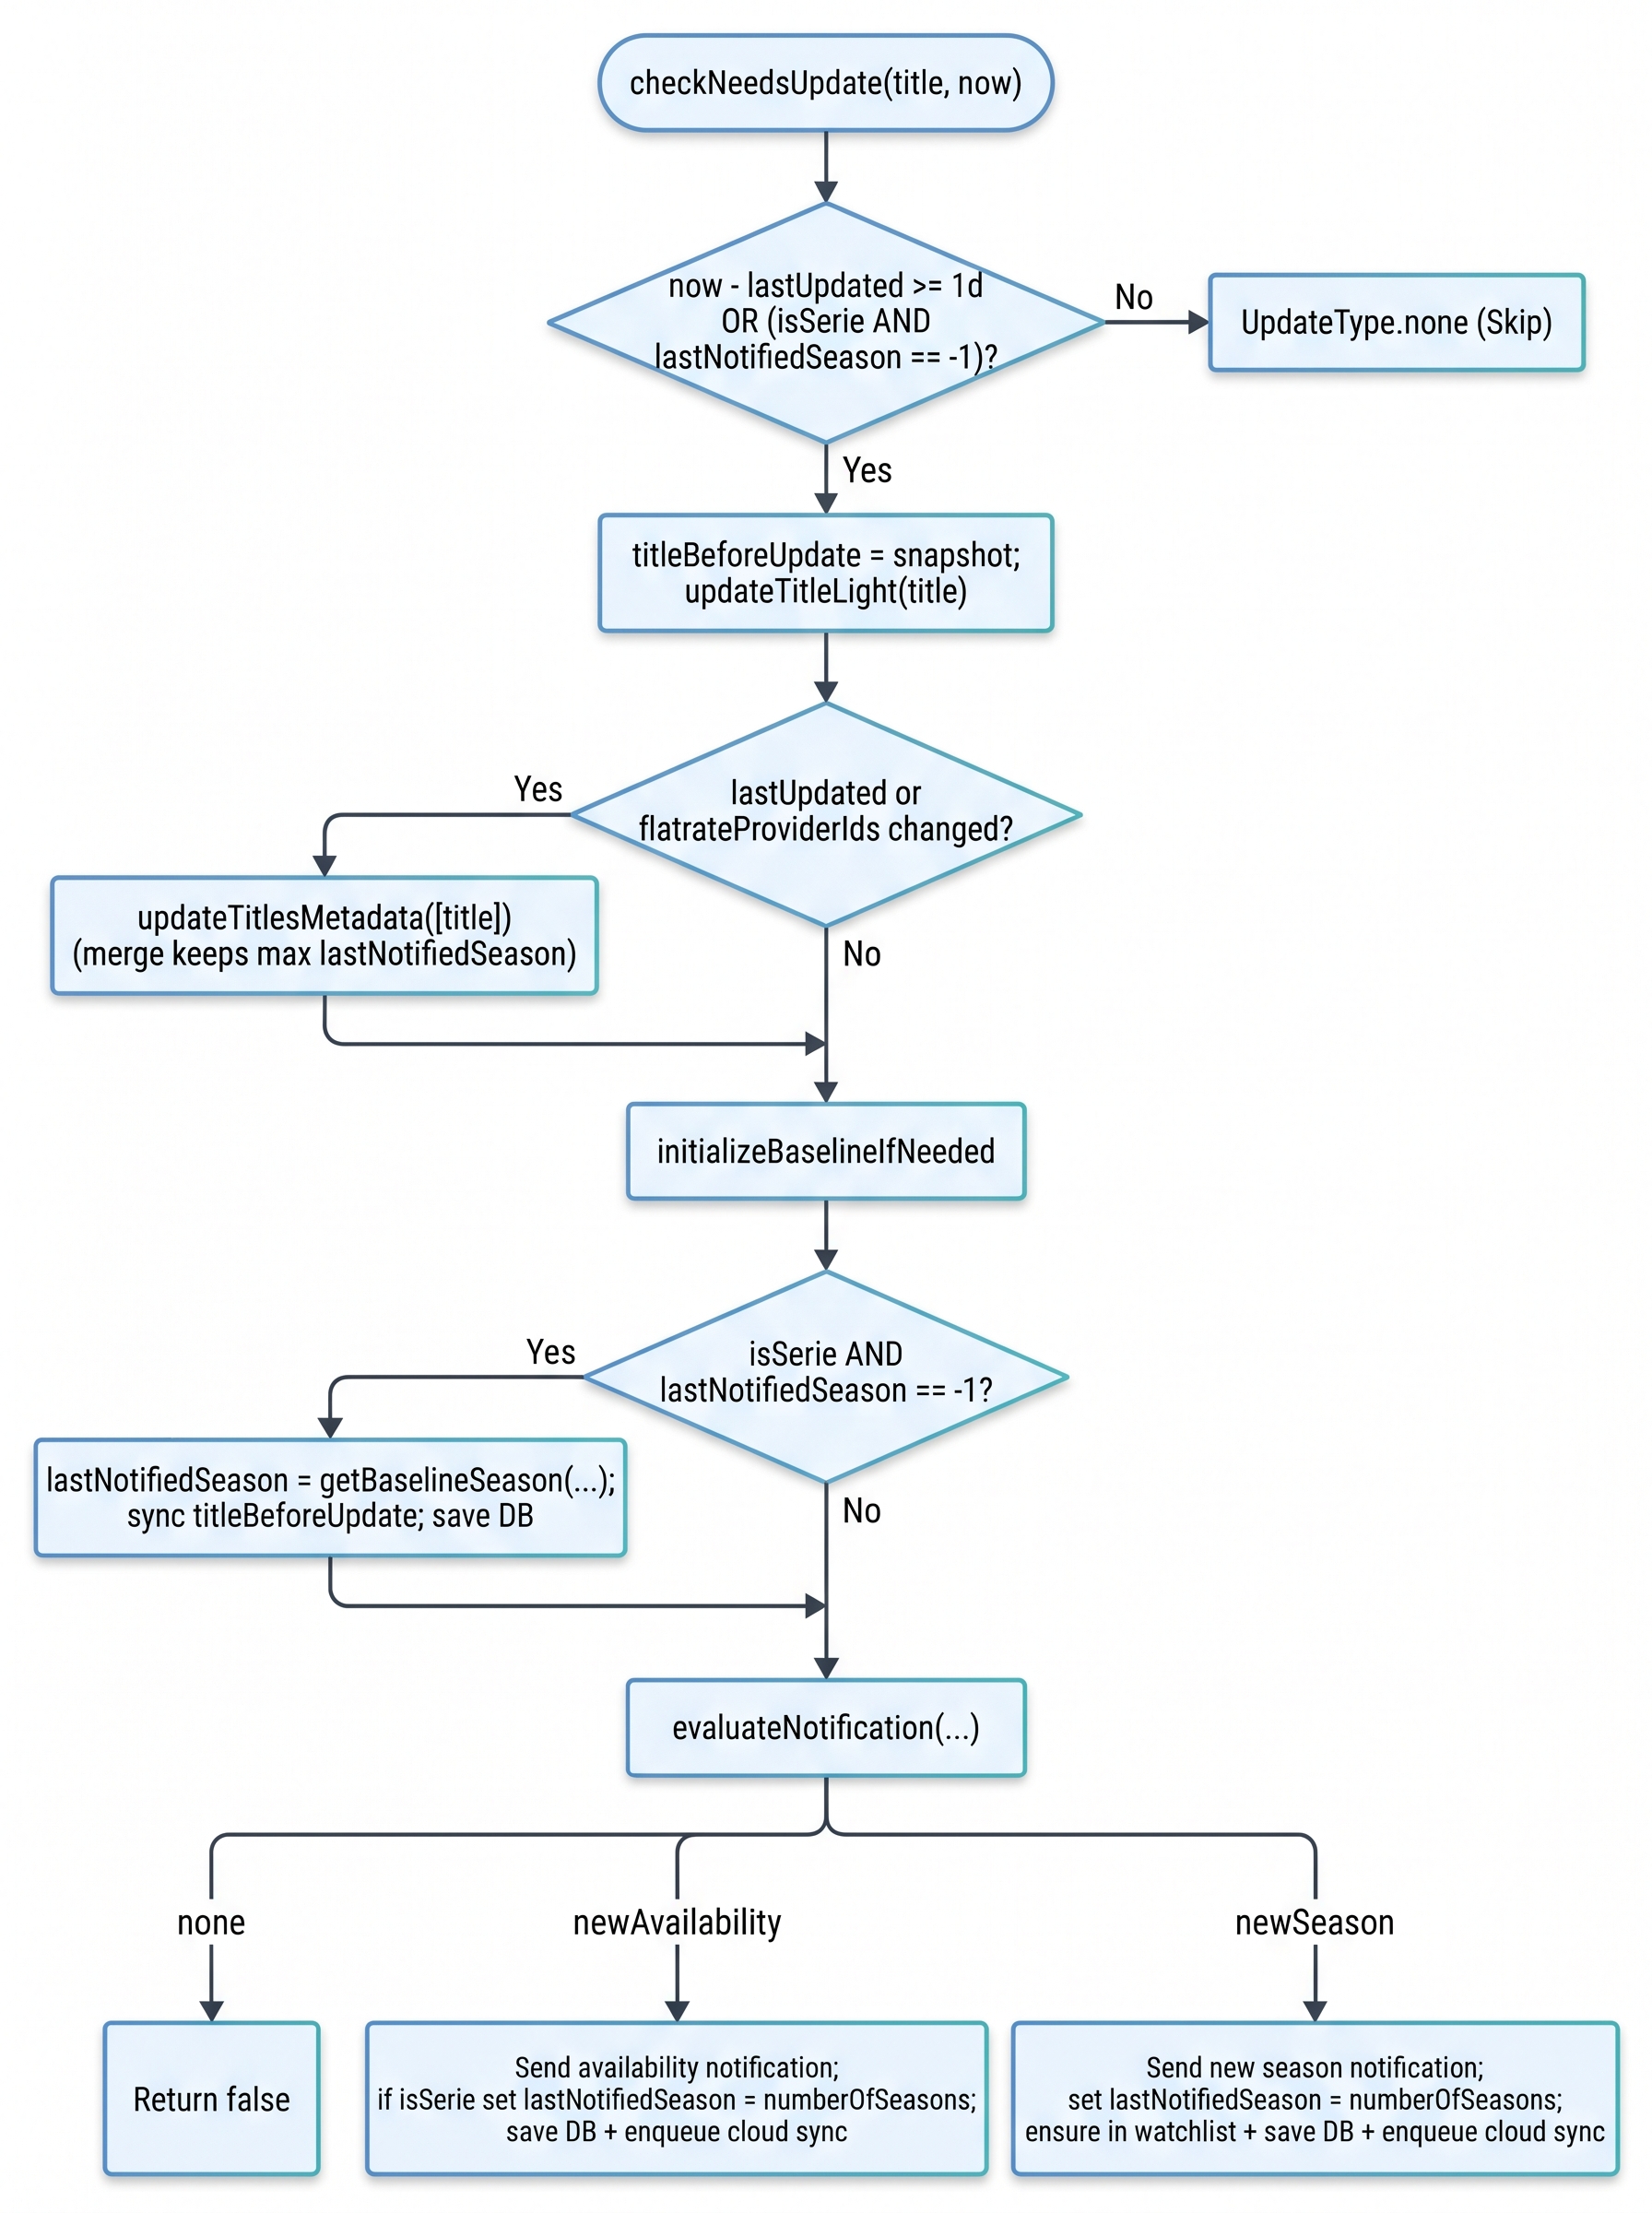 checkNeedsUpdate(title, now)
now - lastUpdated >= 1d
OR (isSerie AND
lastNotifiedSeason == -1)?
No
UpdateType.none (Skip)
Yes
titleBeforeUpdate = snapshot;
updateTitleLight(title)
Yes
lastUpdated or
flatrateProviderIds changed?
updateTitlesMetadata([title])
(merge keeps max lastNotifiedSeason)
No
initializeBaselineIfNeeded
Yes
isSerie AND
lastNotifiedSeason == -1?
lastNotifiedSeason = getBaselineSeason(...);
sync titleBeforeUpdate; save DB
No
evaluateNotification(...)
none
newAvailability
newSeason
Return false
Send availability notification;
if isSerie set lastNotifiedSeason = numberOfSeasons;
save DB + enqueue cloud sync
Send new season notification;
set lastNotifiedSeason = numberOfSeasons;
ensure in watchlist + save DB + enqueue cloud sync